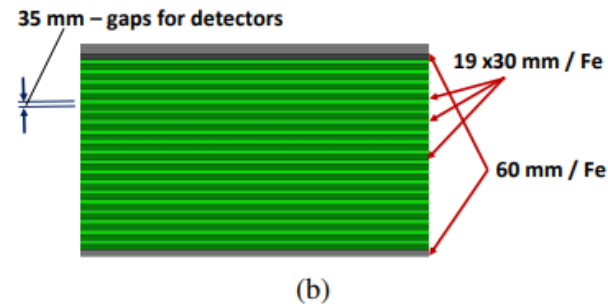 35 mm – gaps for detectors
19 x30 mm / Fe
60 mm / Fe
(b)